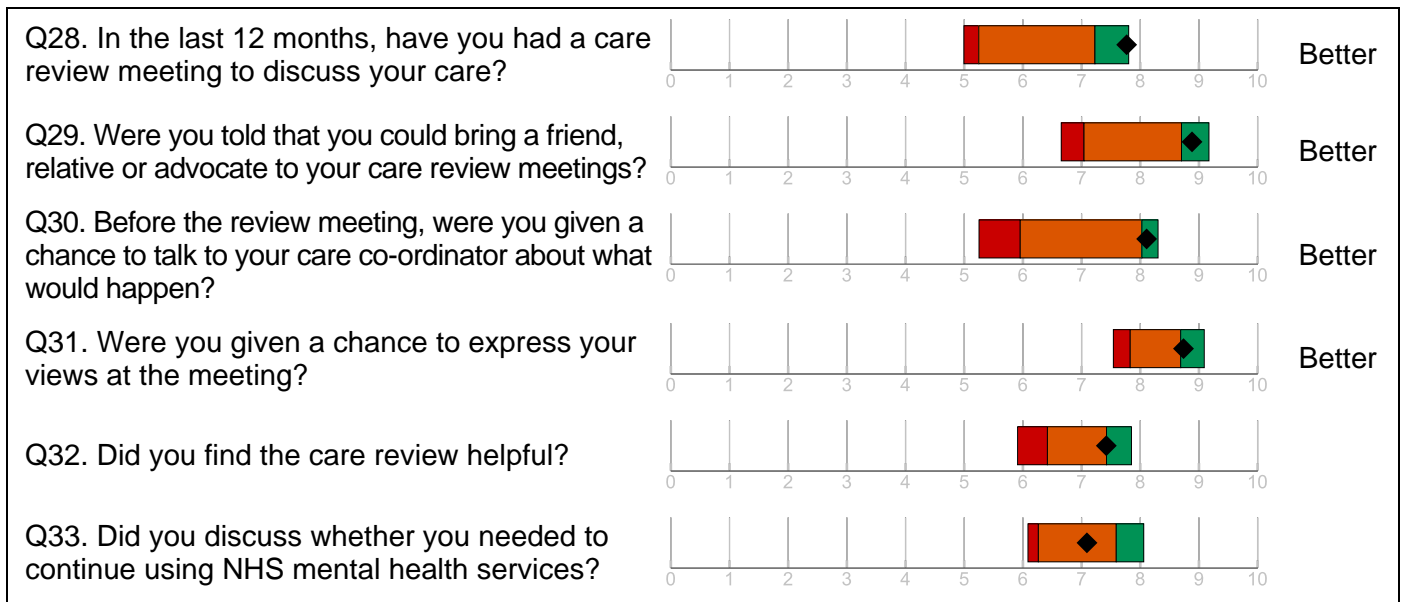 Q28. In the last 12 months, have you had a care
review meeting to discuss your care?
Better
0 1 2 3 4 5 6 7 8 9 10
Q29. Were you told that you could bring a friend,
relative or advocate to your care review meetings?
Better
0 1 2 3 4 5 6 7 8 9 10
Q30. Before the review meeting, were you given a
chance to talk to your care co-ordinator about what
would happen?
Better
0 1 2 3 4 5 6 7 8 9 10
Q31. Were you given a chance to express your
views at the meeting?
Better
0 1 2 3 4 5 6 7 8 9 10
Q32. Did you find the care review helpful?
0 1 2 3 4 5 6 7 8 9 10
Q33. Did you discuss whether you needed to
continue using NHS mental health services?
0 1 2 3 4 5 6 7 8 9 10